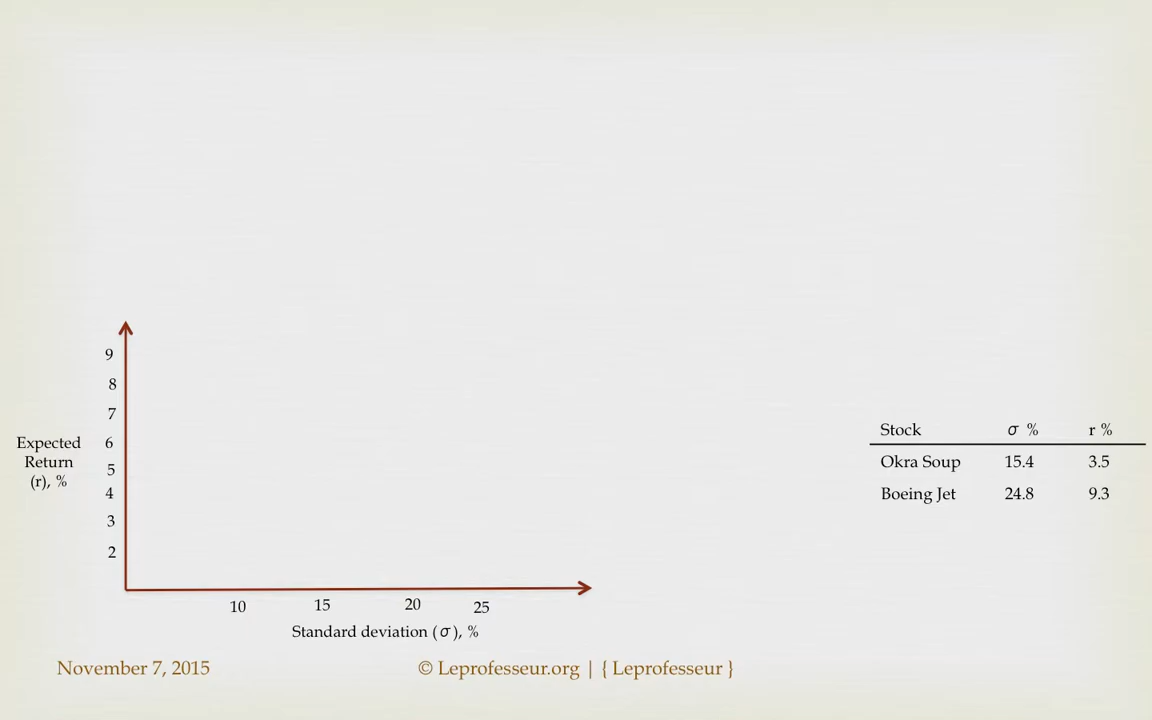 9
8
7
Expected
Return
(r), %
6
5
4
3
2
10 15 20 25
Standard deviation (σ), %
Stock σ % r %
Okra Soup 15.4 3.5
Boeing Jet 24.8 9.3
November 7, 2015 © Leprofesseur.org | { Leprofesseur }